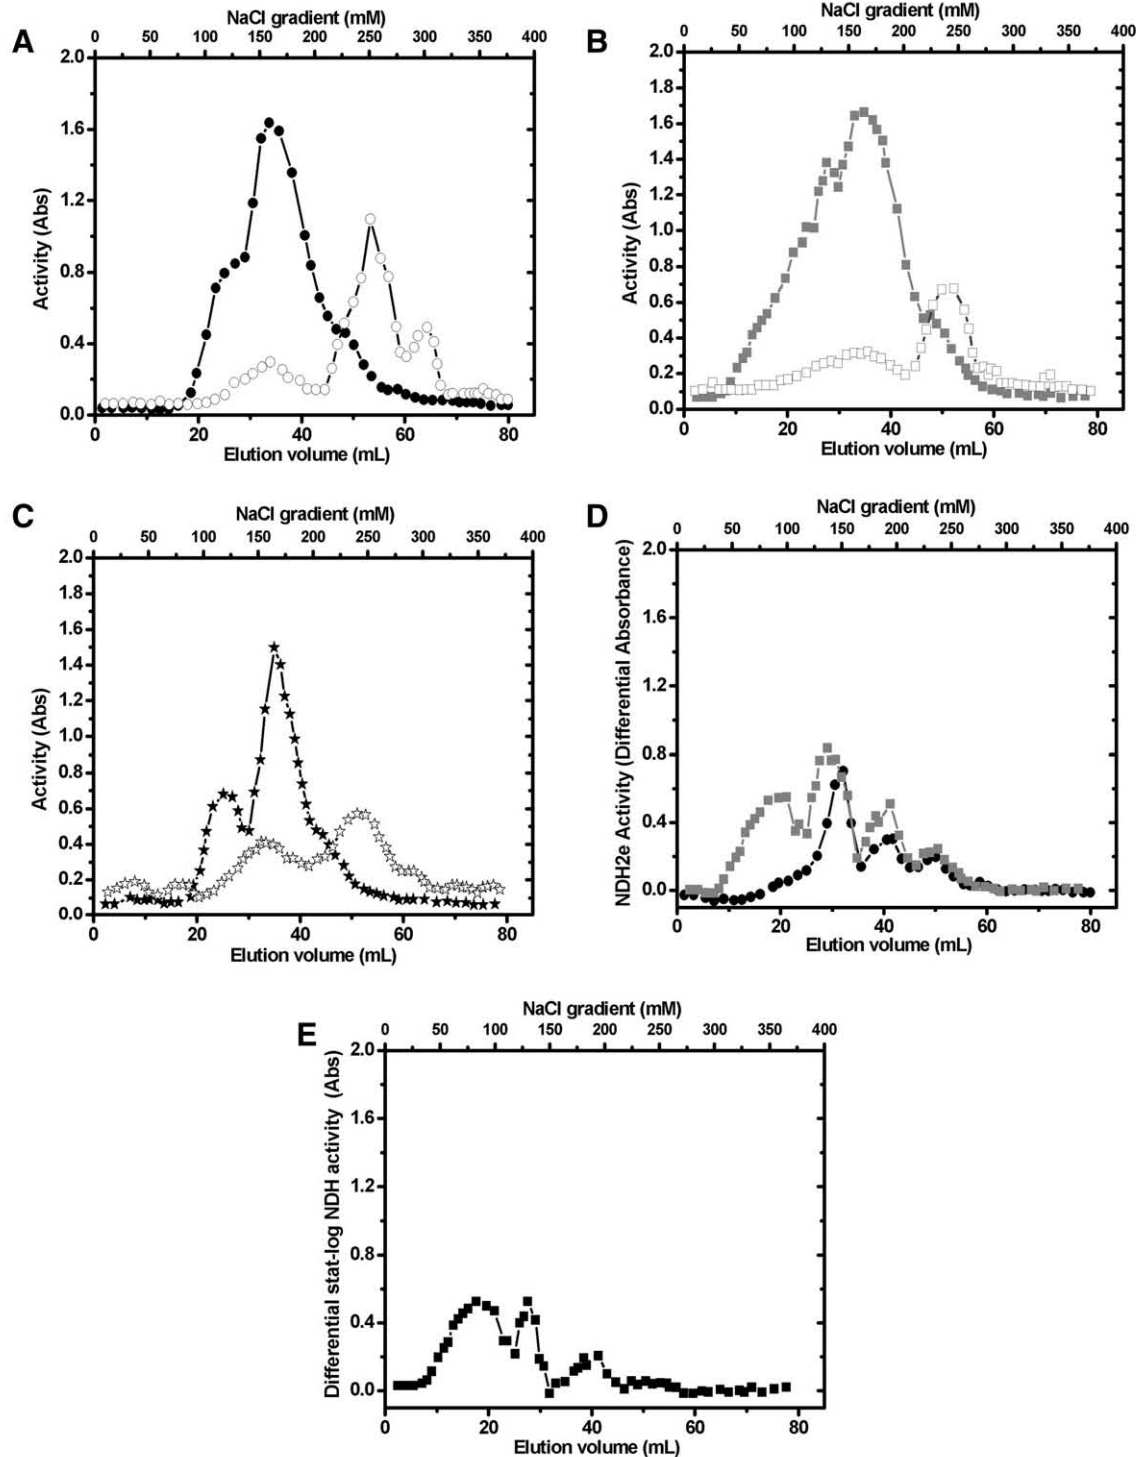 A
NaCl gradient (mM)
0 50 100 150 200 250 300 350 400
2.0
1.6
1.2
0.8
0.4
0.0
Activity (Abs)
0 20 40 60 80
Elution volume (mL)
B
NaCl gradient (mM)
0 50 100 150 200 250 300 350 400
2.0
1.8
1.6
1.4
1.2
1.0
0.8
0.6
0.4
0.2
0.0
Activity (Abs)
0 20 40 60 80
Elution volume (mL)
C
NaCl gradient (mM)
0 50 100 150 200 250 300 350 400
2.0
1.8
1.6
1.4
1.2
1.0
0.8
0.6
0.4
0.2
0.0
Activity (Abs)
0 20 40 60 80
Elution volume (mL)
D
NaCl gradient (mM)
0 50 100 150 200 250 300 350 400
2.0
1.6
1.2
0.8
0.4
0.0
NDH2e Activity (Differential Absorbance)
0 20 40 60 80
Elution volume (mL)
E
NaCl gradient (mM)
0 50 100 150 200 250 300 350 400
2.0
1.6
1.2
0.8
0.4
0.0
Differential stat-log NDH activity (Abs)
0 20 40 60 80
Elution volume (mL)